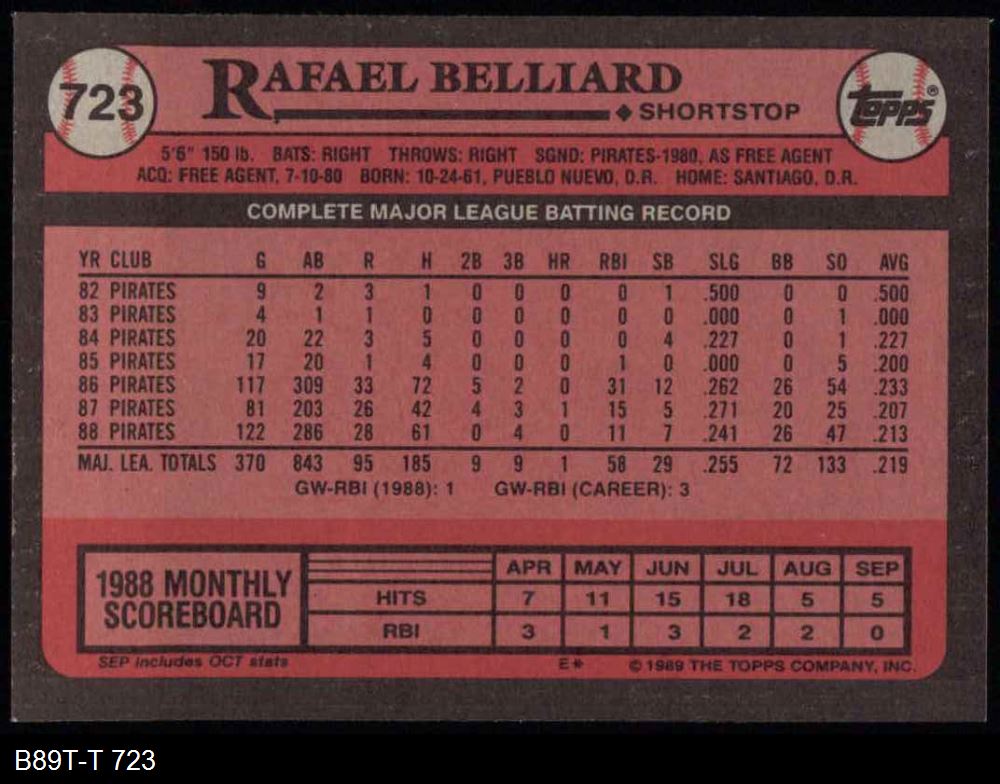 723
RAFAEL BELLIARD
SHORTSTOP
TOPPS®
5'6" 150 lb. BATS: RIGHT THROWS: RIGHT SGND: PIRATES-1980, AS FREE AGENT
ACQ: FREE AGENT, 7-10-80 BORN: 10-24-61, PUEBLO NUEVO, D.R. HOME: SANTIAGO, D.R.
COMPLETE MAJOR LEAGUE BATTING RECORD
YR CLUB G AB R H 2B 3B HR RBI SB SLG BB SO AVG
82 PIRATES 9 2 3 1 0 0 0 0 1 .500 0 0 .500
83 PIRATES 4 1 1 0 0 0 0 0 0 .000 0 1 .000
84 PIRATES 20 22 3 5 0 0 0 0 4 .227 0 1 .227
85 PIRATES 17 20 1 4 0 0 0 1 0 .000 0 5 .200
86 PIRATES 117 309 33 72 5 2 0 31 12 .262 26 54 .233
87 PIRATES 81 203 26 42 4 3 1 15 5 .271 20 25 .207
88 PIRATES 122 286 28 61 0 4 0 11 7 .241 26 47 .213
MAJ. LEA. TOTALS 370 843 95 185 9 9 1 58 29 .255 72 133 .219
GW-RBI (1988): 1 GW-RBI (CAREER): 3
1988 MONTHLY
SCOREBOARD
APR MAY JUN JUL AUG SEP
HITS 7 11 15 18 5 5
RBI 3 1 3 2 2 0
SEP includes OCT stats E* © 1989 THE TOPPS COMPANY, INC.
B89T-T 723